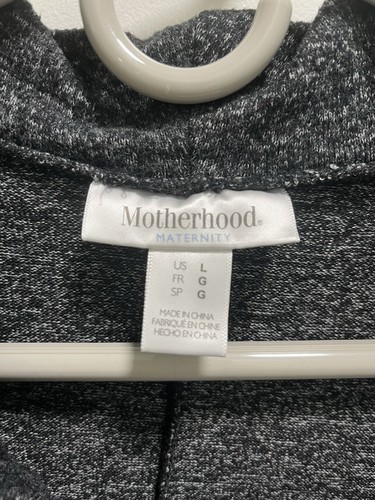 Motherhood®
MATERNITY
US L
FR G
SP G
MADE IN CHINA
FABRIQUÉ EN CHINE
HECHO EN CHINA